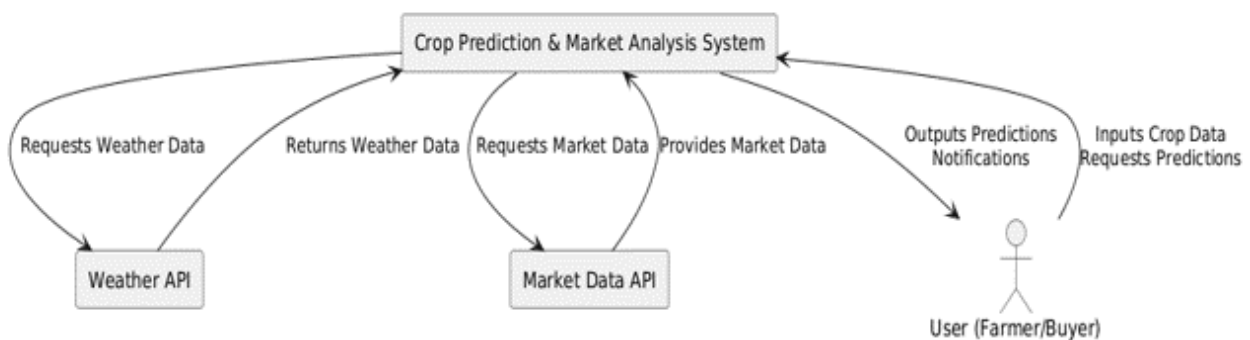 Crop Prediction & Market Analysis System
Requests Weather Data
Returns Weather Data
Requests Market Data
Provides Market Data
Outputs Predictions
Notifications
Inputs Crop Data
Requests Predictions
Weather API
Market Data API
User (Farmer/Buyer)